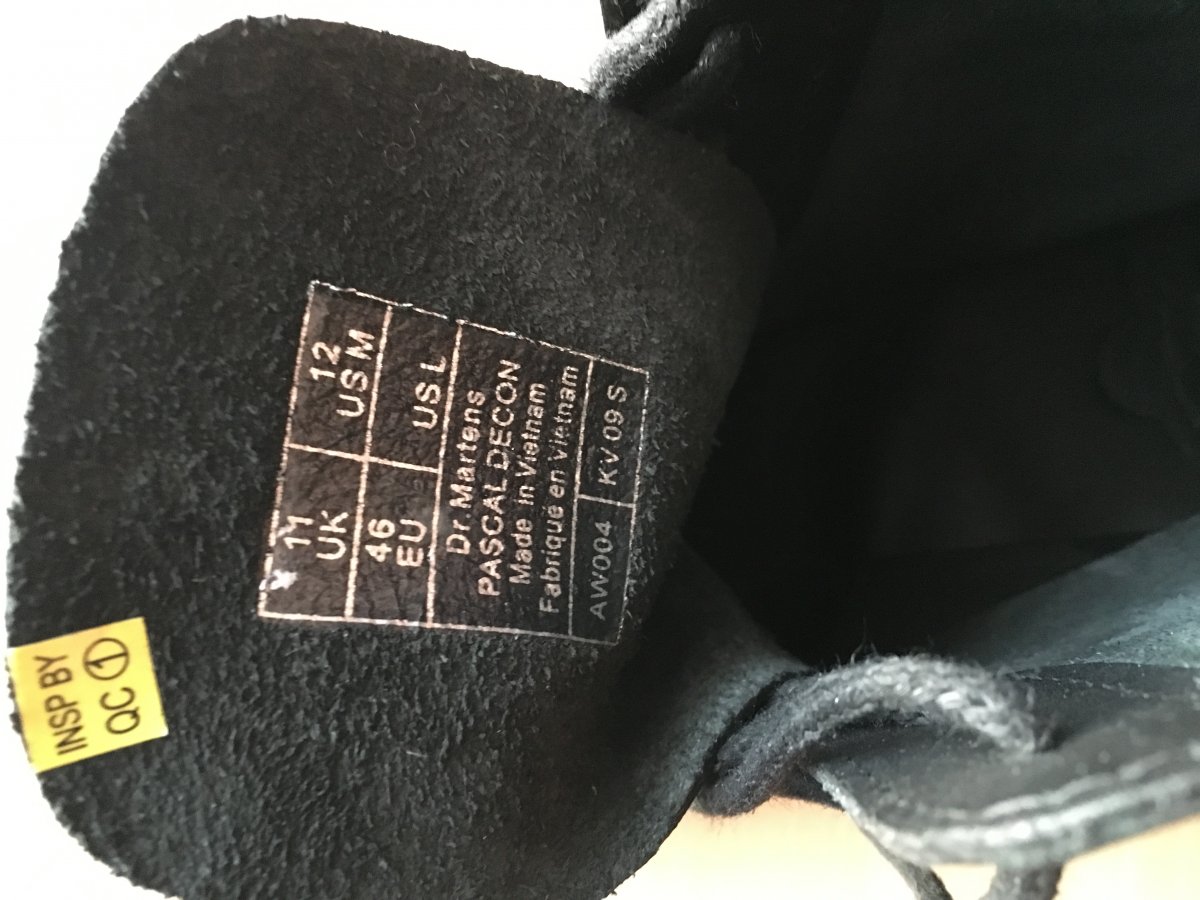 11
UK
12
US M
46
EU
US L
Dr. Martens
PASCAL DECON
Made in Vietnam
Fabriqué en Vietnam
AW004
KV 09 S
INSP BY
QC ①